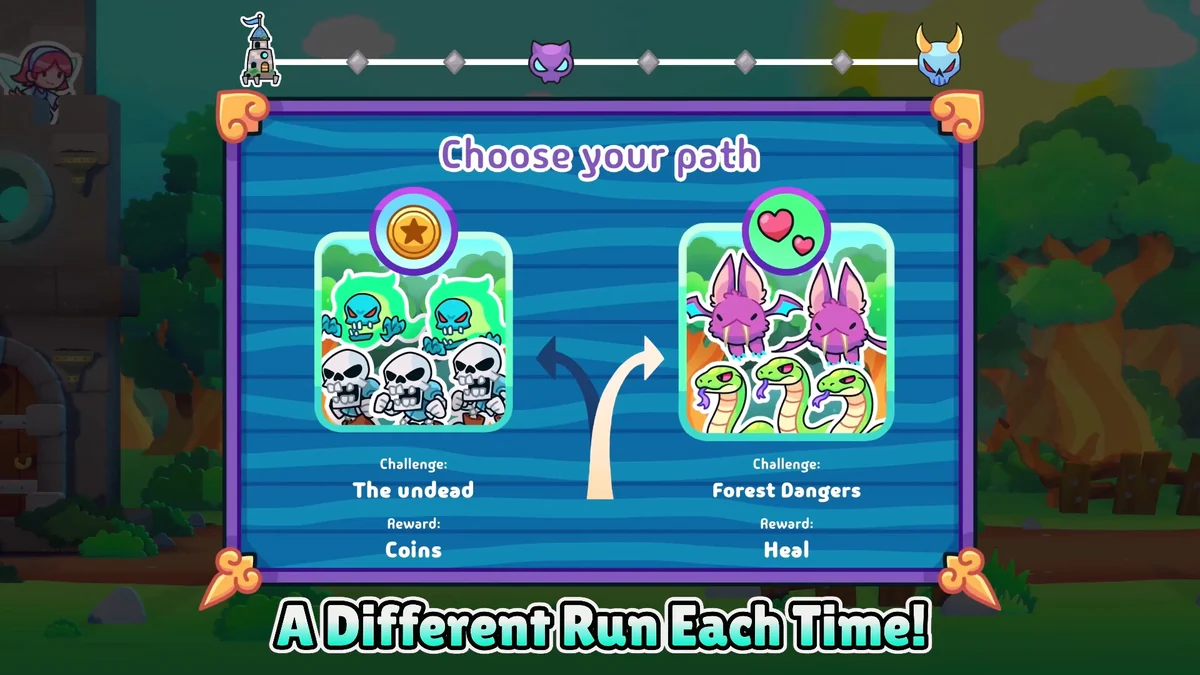 Choose your path
Challenge:
The undead
Reward:
Coins
Challenge:
Forest Dangers
Reward:
Heal
A Different Run Each Time!